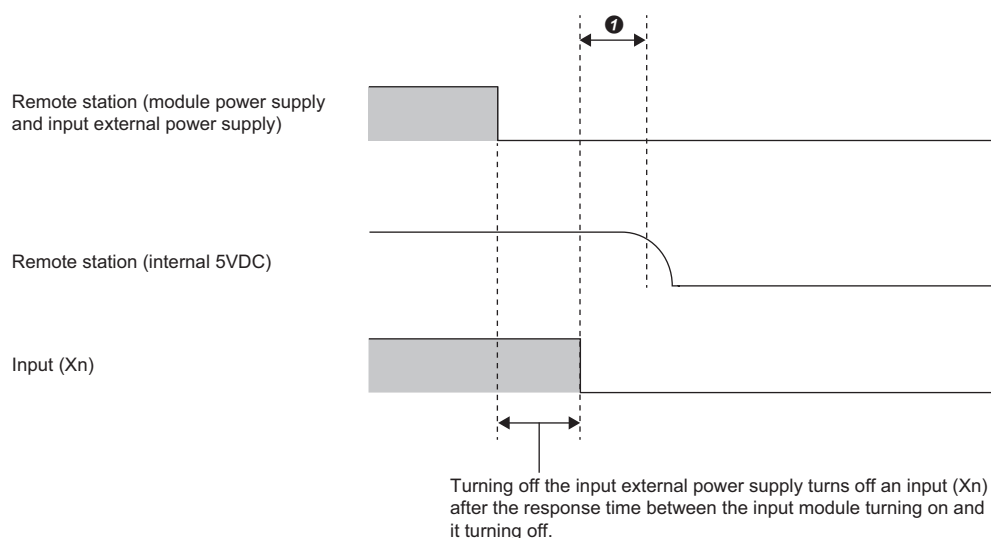 ❶
Remote station (module power supply
and input external power supply)
Remote station (internal 5VDC)
Input (Xn)
Turning off the input external power supply turns off an input (Xn)
after the response time between the input module turning on and
it turning off.